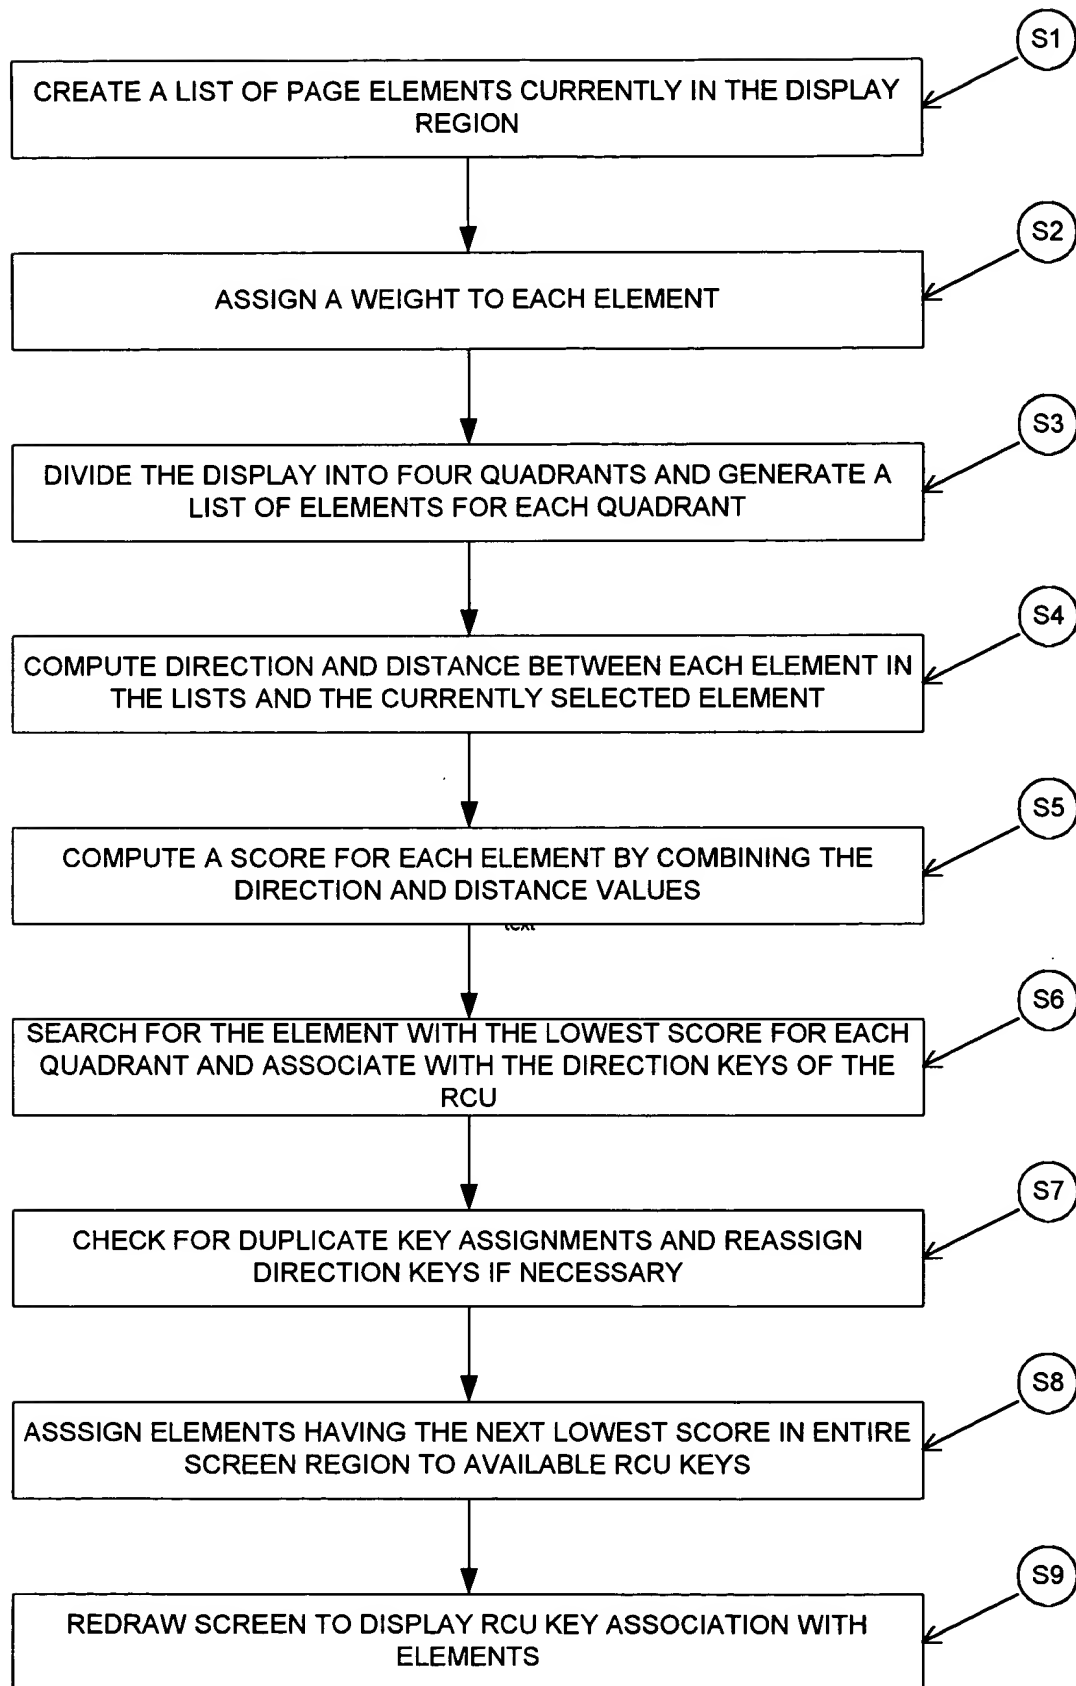 S1
CREATE A LIST OF PAGE ELEMENTS CURRENTLY IN THE DISPLAY
REGION
S2
ASSIGN A WEIGHT TO EACH ELEMENT
S3
DIVIDE THE DISPLAY INTO FOUR QUADRANTS AND GENERATE A
LIST OF ELEMENTS FOR EACH QUADRANT
S4
COMPUTE DIRECTION AND DISTANCE BETWEEN EACH ELEMENT IN
THE LISTS AND THE CURRENTLY SELECTED ELEMENT
S5
COMPUTE A SCORE FOR EACH ELEMENT BY COMBINING THE
DIRECTION AND DISTANCE VALUES
text
S6
SEARCH FOR THE ELEMENT WITH THE LOWEST SCORE FOR EACH
QUADRANT AND ASSOCIATE WITH THE DIRECTION KEYS OF THE
RCU
S7
CHECK FOR DUPLICATE KEY ASSIGNMENTS AND REASSIGN
DIRECTION KEYS IF NECESSARY
S8
ASSSIGN ELEMENTS HAVING THE NEXT LOWEST SCORE IN ENTIRE
SCREEN REGION TO AVAILABLE RCU KEYS
S9
REDRAW SCREEN TO DISPLAY RCU KEY ASSOCIATION WITH
ELEMENTS